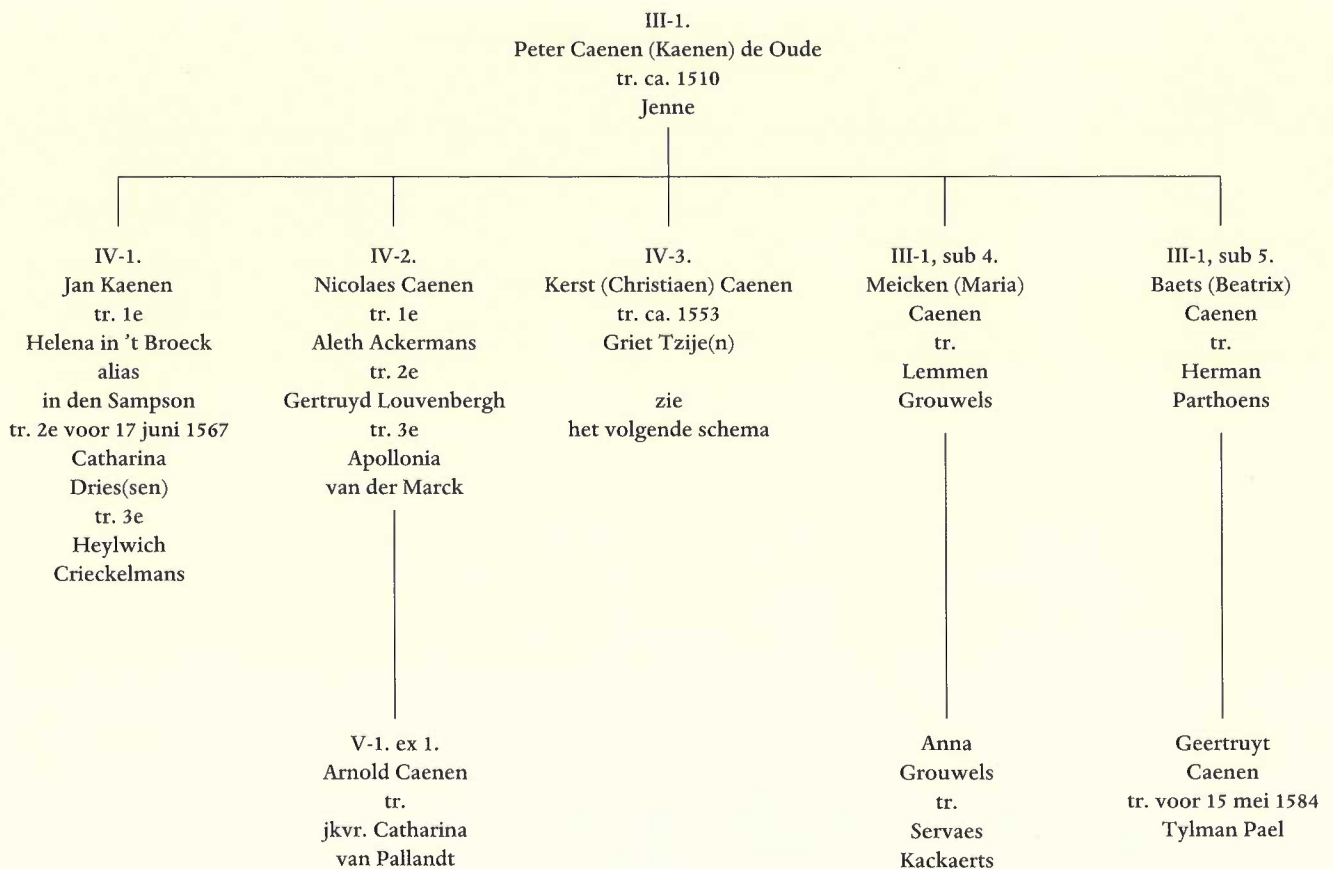 III-1.
Peter Caenen (Kaenen) de Oude
tr. ca. 1510
Jenne
IV-1.
Jan Kaenen
tr. 1e
Helena in 't Broeck
alias
in den Sampson
tr. 2e voor 17 juni 1567
Catharina
Dries(sen)
tr. 3e
Heylwich
Crieckelmans
IV-2.
Nicolaes Caenen
tr. 1e
Aleth Ackermans
tr. 2e
Gertruyd Louvenbergh
tr. 3e
Apollonia
van der Marck
IV-3.
Kerst (Christiaen) Caenen
tr. ca. 1553
Griet Tzije(n)
zie
het volgende schema
III-1, sub 4.
Meicken (Maria)
Caenen
tr.
Lemmen
Grouwels
III-1, sub 5.
Baets (Beatrix)
Caenen
tr.
Herman
Parthoens
V-1. ex 1.
Arnold Caenen
tr.
jkvr. Catharina
van Pallandt
Anna
Grouwels
tr.
Servaes
Kackaerts
Geertruyt
Caenen
tr. voor 15 mei 1584
Tylman Pael